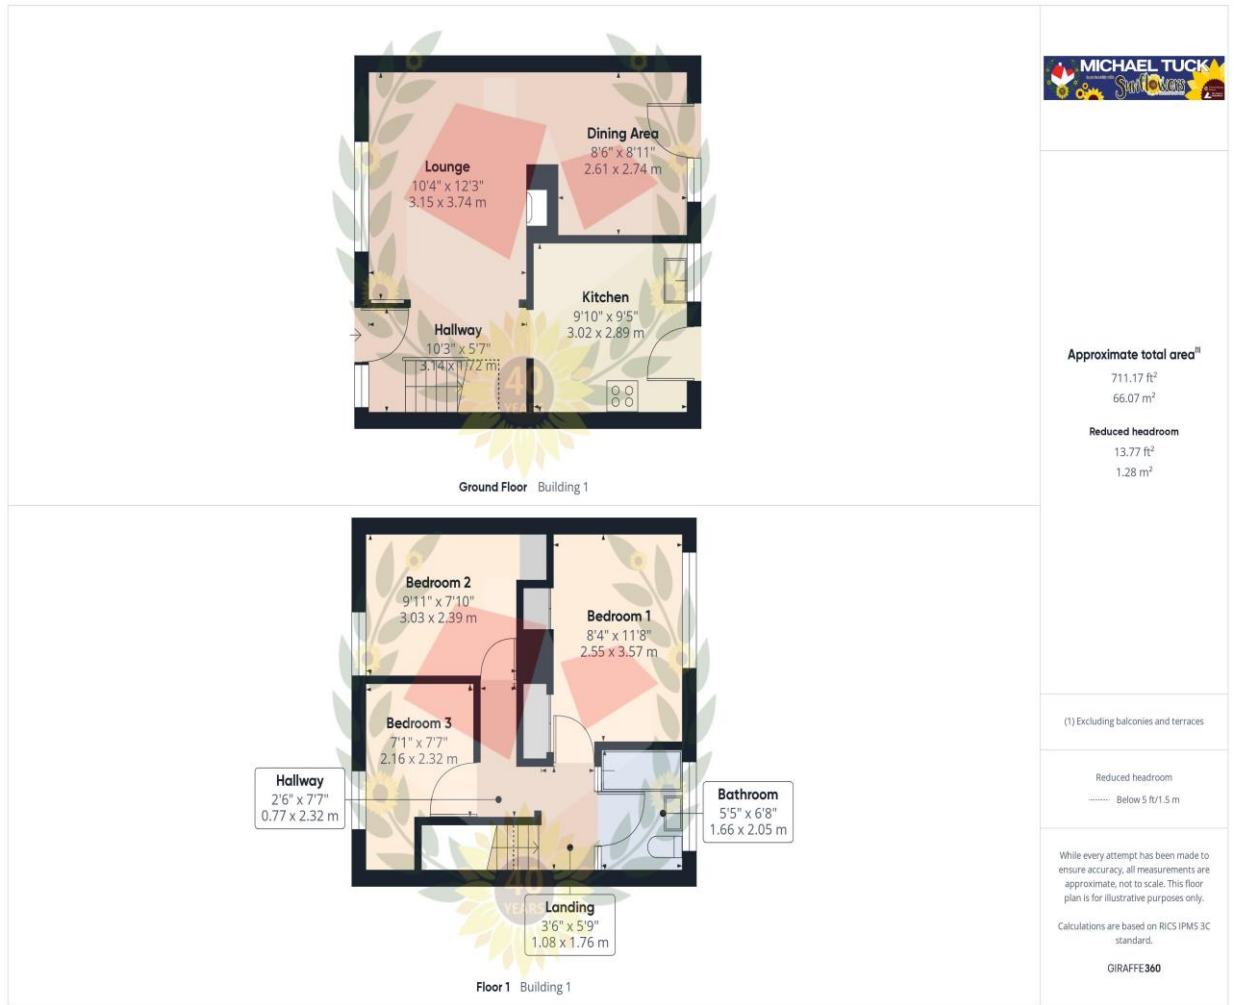 Lounge
10'4" x 12'3"
3.15 x 3.74 m
Dining Area
8'6" x 8'11"
2.61 x 2.74 m
Kitchen
9'10" x 9'5"
3.02 x 2.89 m
Hallway
10'3" x 5'7"
3.14 x 1.72 m
40
YEARS
Ground Floor Building 1
Bedroom 2
9'11" x 7'10"
3.03 x 2.39 m
Bedroom 1
8'4" x 11'8"
2.55 x 3.57 m
Bedroom 3
7'1" x 7'7"
2.16 x 2.32 m
Hallway
2'6" x 7'7"
0.77 x 2.32 m
Bathroom
5'5" x 6'8"
1.66 x 2.05 m
40
YEARS
Landing
3'6" x 5'9"
1.08 x 1.76 m
Floor 1 Building 1
MICHAEL TUCK
Sunflowers
Approximate total area(1)
711.17 ft²
66.07 m²
Reduced headroom
13.77 ft²
1.28 m²
(1) Excluding balconies and terraces
Reduced headroom
Below 5 ft/1.5 m
While every attempt has been made to
ensure accuracy, all measurements are
approximate, not to scale. This floor
plan is for illustrative purposes only.
Calculations are based on RICS IPMS 3C
standard.
GIRAFFE360